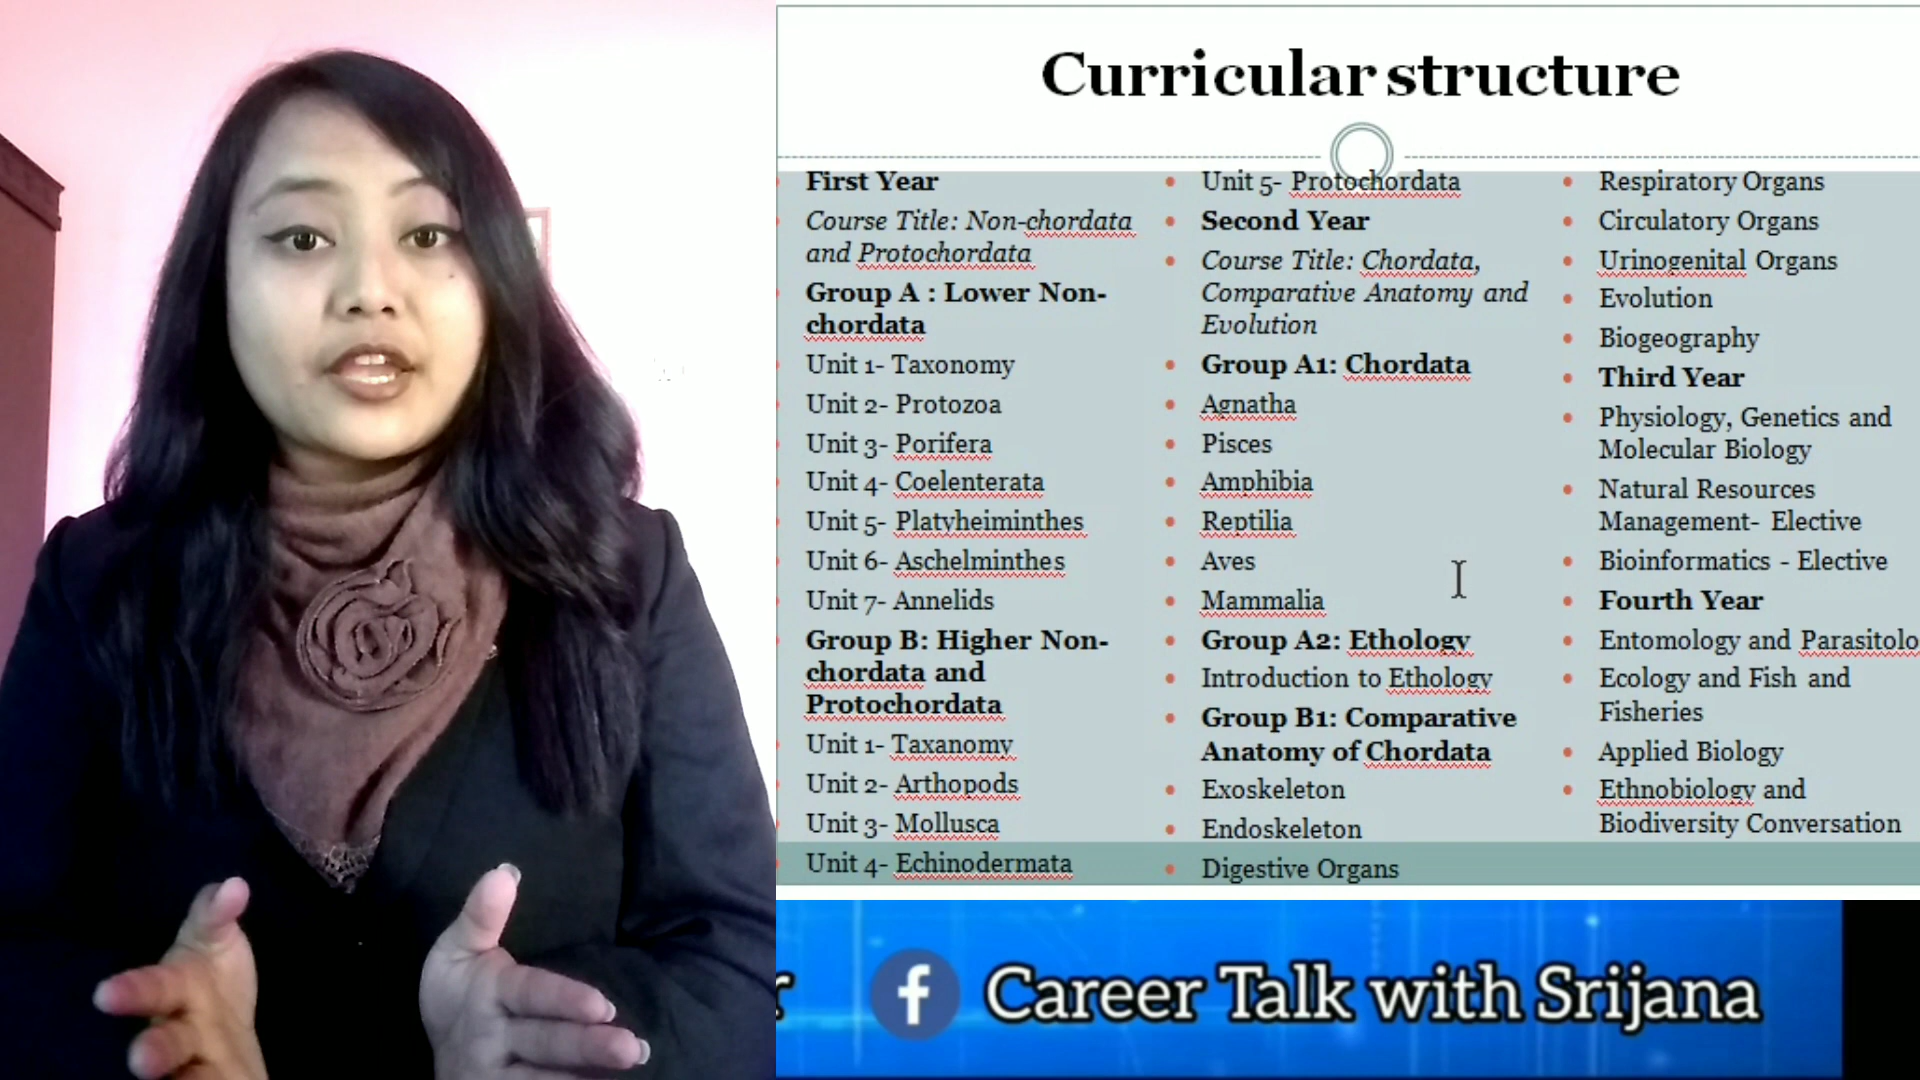 Curricular structure
First Year
Course Title: Non-chordata
and Protochordata
Group A : Lower Non-
chordata
Unit 1- Taxonomy
Unit 2- Protozoa
Unit 3- Porifera
Unit 4- Coelenterata
Unit 5- Platyheiminthes
Unit 6- Aschelminthes
Unit 7- Annelids
Group B: Higher Non-
chordata and
Protochordata
Unit 1- Taxanomy
Unit 2- Arthopods
Unit 3- Mollusca
Unit 4- Echinodermata
Unit 5- Protochordata
Second Year
Course Title: Chordata,
Comparative Anatomy and
Evolution
Group A1: Chordata
Agnatha
Pisces
Amphibia
Reptilia
Aves
Mammalia
Group A2: Ethology
Introduction to Ethology
Group B1: Comparative
Anatomy of Chordata
Exoskeleton
Endoskeleton
Digestive Organs
Respiratory Organs
Circulatory Organs
Urinogenital Organs
Evolution
Biogeography
Third Year
Physiology, Genetics and
Molecular Biology
Natural Resources
Management- Elective
Bioinformatics - Elective
Fourth Year
Entomology and Parasitolo
Ecology and Fish and
Fisheries
Applied Biology
Ethnobiology and
Biodiversity Conversation
f Career Talk with Srijana